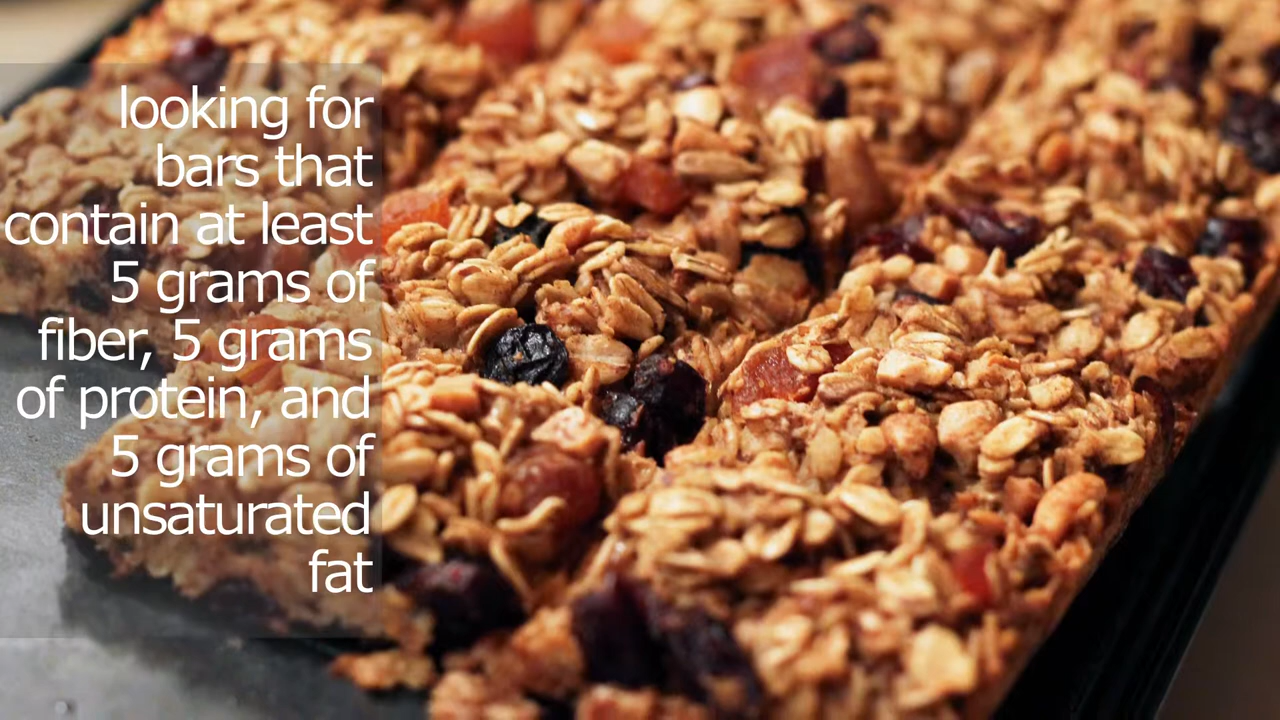 looking for
bars that
contain at least
5 grams of
fiber, 5 grams
of protein, and
5 grams of
unsaturated
fat